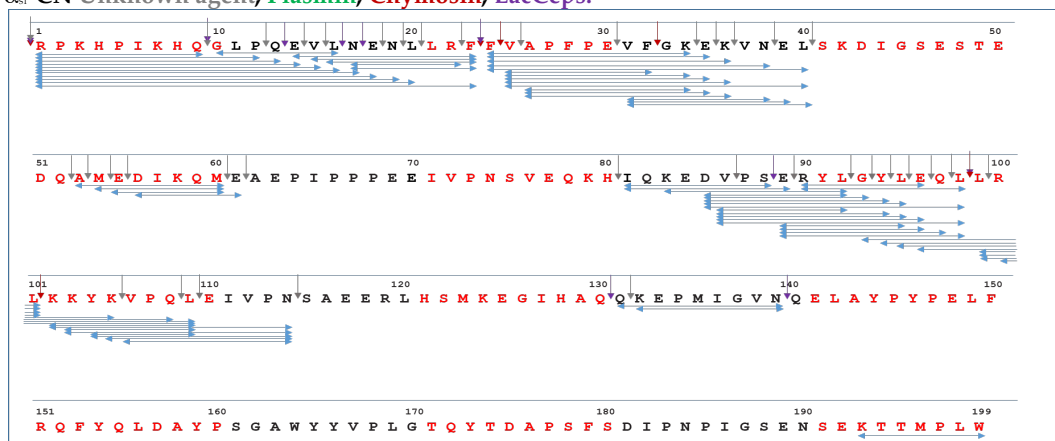 αs1-CN Unknown agent, Plasmin, Chymosin, LacCeps.
1 10 20 30 40 50
R P K H P I K H Q G L P Q E V L N E N L L R F F V A P F P E V F G K E K V N E L S K D I G S E S T E
51 60 70 80 90 100
D Q A M E D I K Q M E A E P I P P P E E I V P N S V E Q K H I Q K E D V P S E R Y L G Y L E Q L L R
101 110 120 130 140 150
L K K Y K V P Q L E I V P N S A E E R L H S M K E G I H A Q Q K E P M I G V N Q E L A Y P Y P E L F
151 160 170 180 190 199
R Q F Y Q L D A Y P S G A W Y Y V P L G T Q Y T D A P S F S D I P N P I G S E N S E K T T M P L W